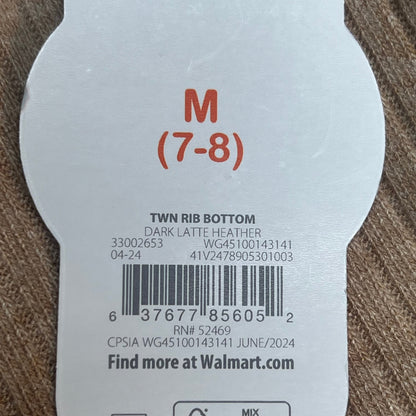 M
(7-8)
TWN RIB BOTTOM
DARK LATTE HEATHER
33002653 WG45100143141
04-24 41V2478905301003
6 37677 85605 2
RN# 52469
CPSIA WG45100143141 JUNE/2024
Find more at Walmart.com
MIX